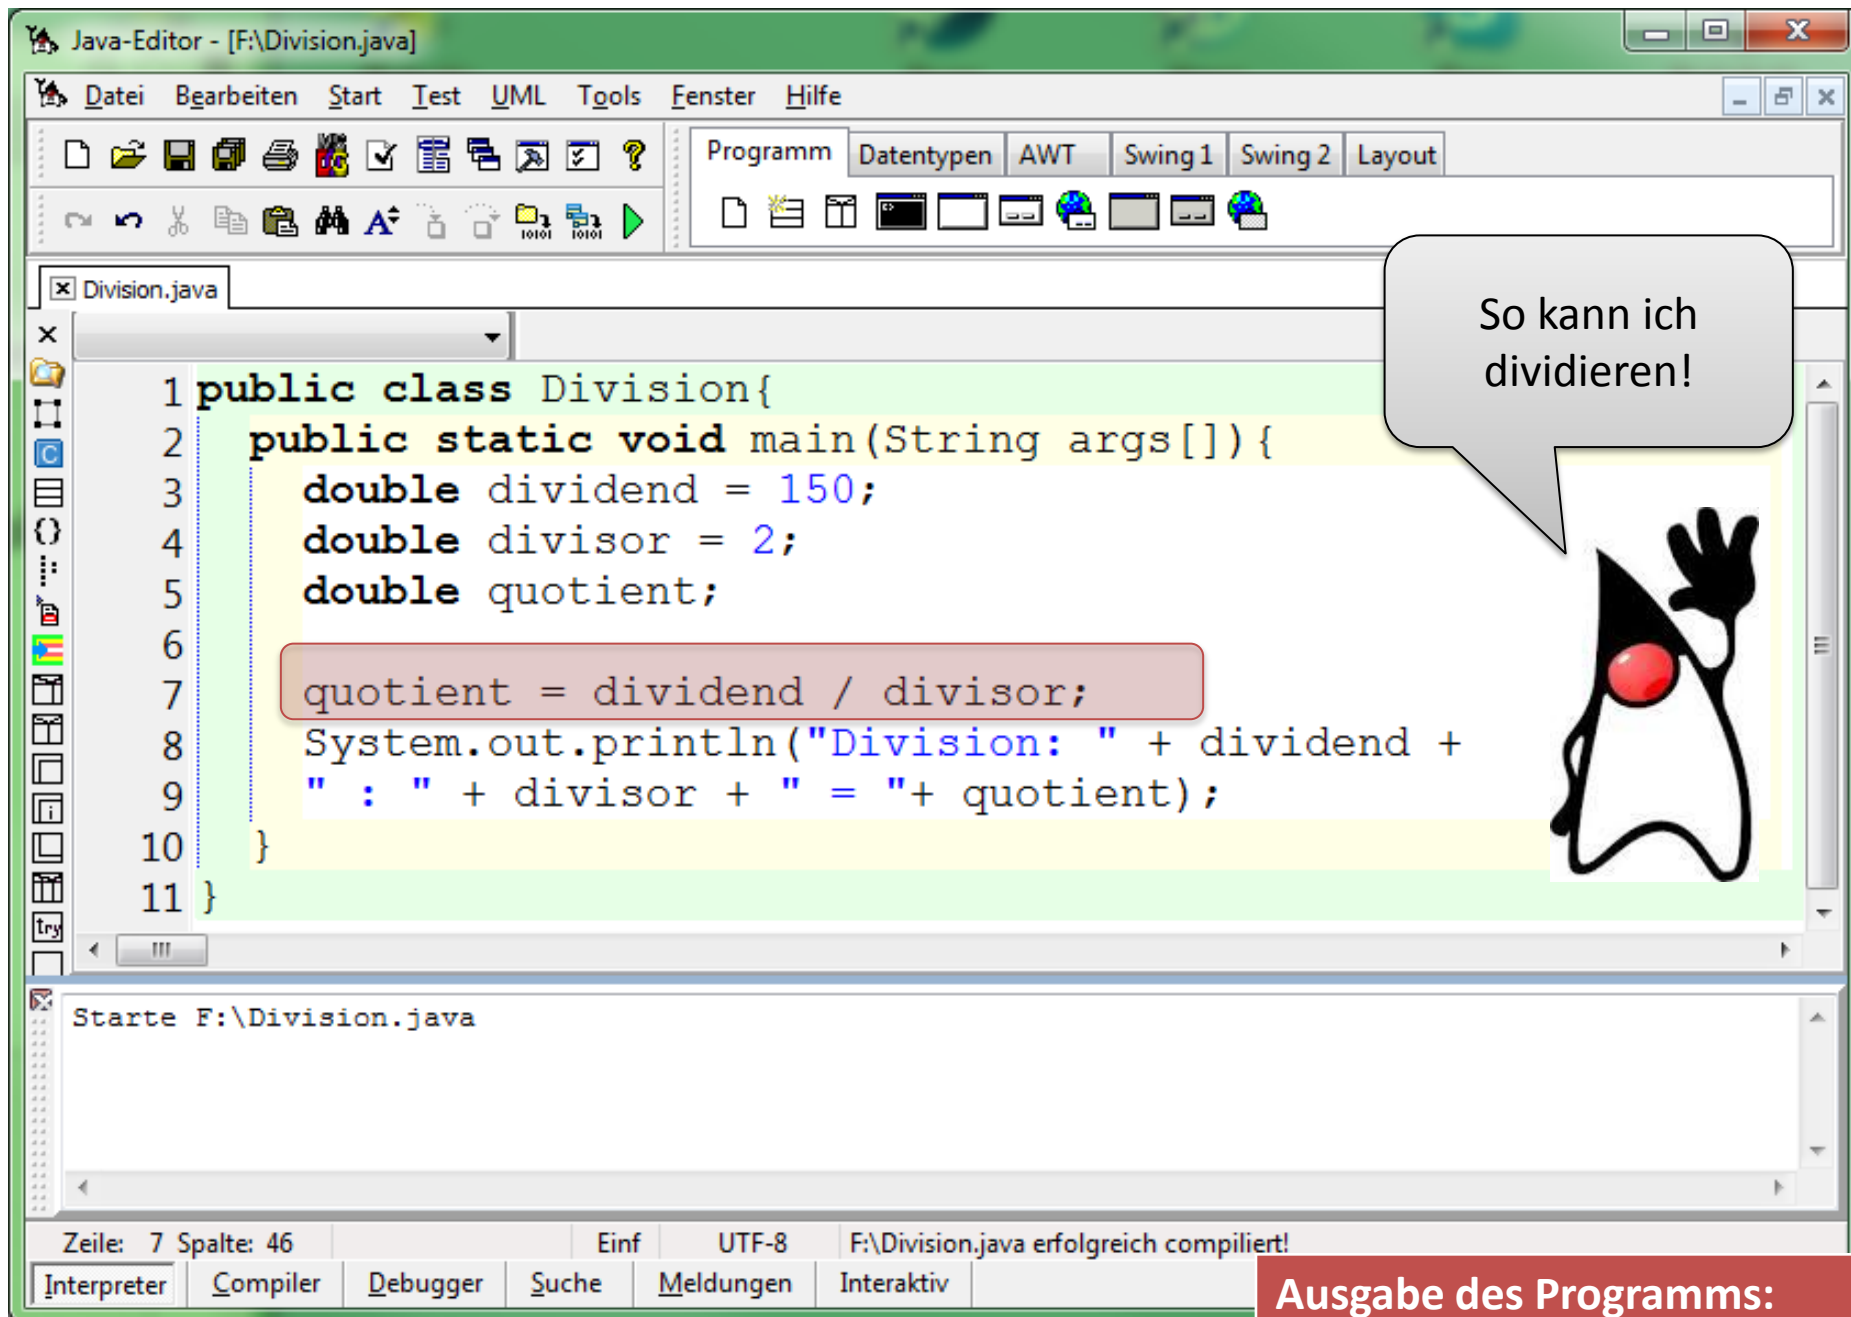 Java-Editor - [F:\Division.java]
Datei Bearbeiten Start Test UML Tools Fenster Hilfe
Programm Datentypen AWT Swing 1 Swing 2 Layout
Division.java
So kann ich
dividieren!
1 public class Division{
2 public static void main(String args[]){
3 double dividend = 150;
4 double divisor = 2;
5 double quotient;
6
7 quotient = dividend / divisor;
8 System.out.println("Division: " + dividend +
9 " : " + divisor + " = "+ quotient);
10 }
11 }
try
Starte F:\Division.java
Zeile: 7 Spalte: 46 Einf UTF-8 F:\Division.java erfolgreich compiliert!
Interpreter Compiler Debugger Suche Meldungen Interaktiv
Ausgabe des Programms: